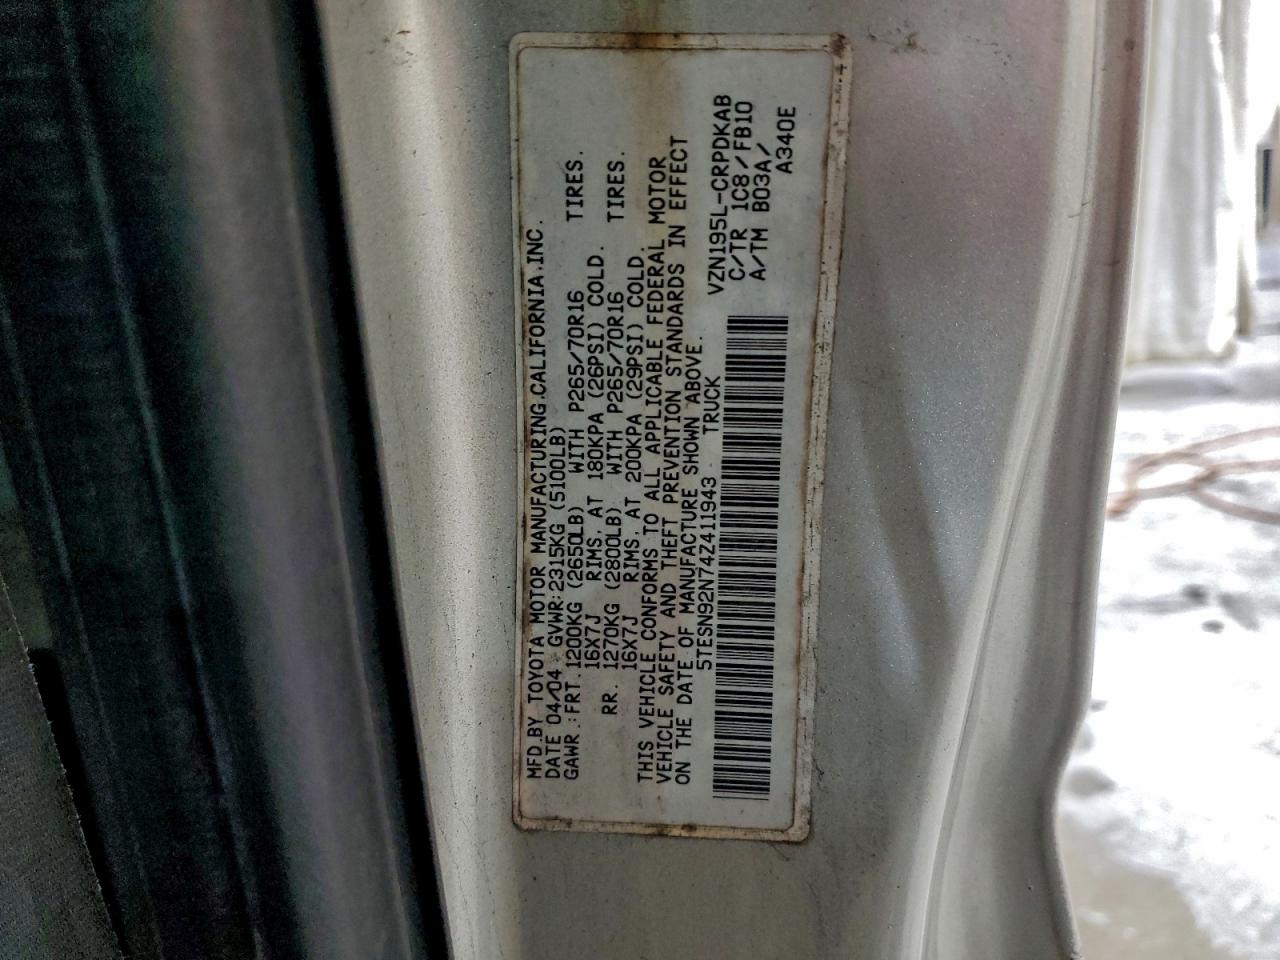 MFD.BY TOYOTA MOTOR MANUFACTURING.CALIFORNIA.INC.
DATE 04/04 GVWR:2315KG (5100LB)
GAWR.:FRT.1200KG (2650LB) WITH P265/70R16 TIRES.
16X7J RIMS, AT 180KPA (26PSI) COLD.
RR. 1270KG (2800LB) WITH P265/70R16 TIRES.
16X7J RIMS, AT 200KPA (29PSI) COLD.
THIS VEHICLE CONFORMS TO ALL APPLICABLE FEDERAL MOTOR
VEHICLE SAFETY AND THEFT PREVENTION STANDARDS IN EFFECT
ON THE DATE OF MANUFACTURE SHOWN ABOVE.
5TESN92N74Z411943 TRUCK
VZN195L-CRPDKAB
C/TR 1C8/FB10
A/TM B03A/
A340E